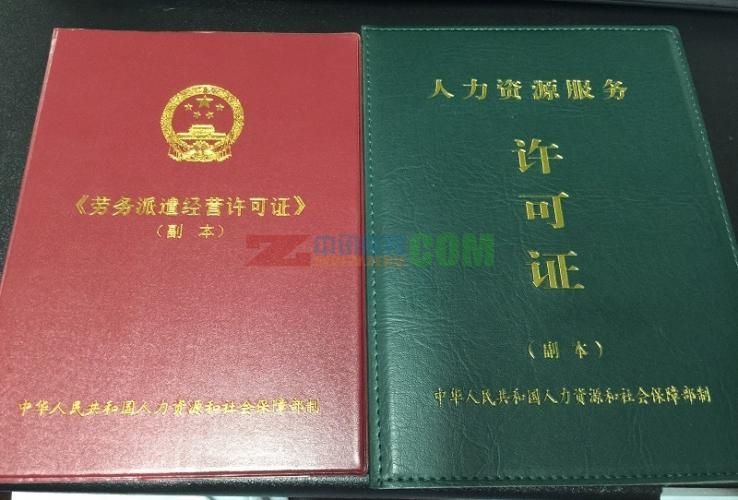 《劳务派遣经营许可证》
（副 本）
中华人民共和国人力资源和社会保障部制
人力资源服务
许
可
证
（副 本）
中华人民共和国人力资源和社会保障部制
COM